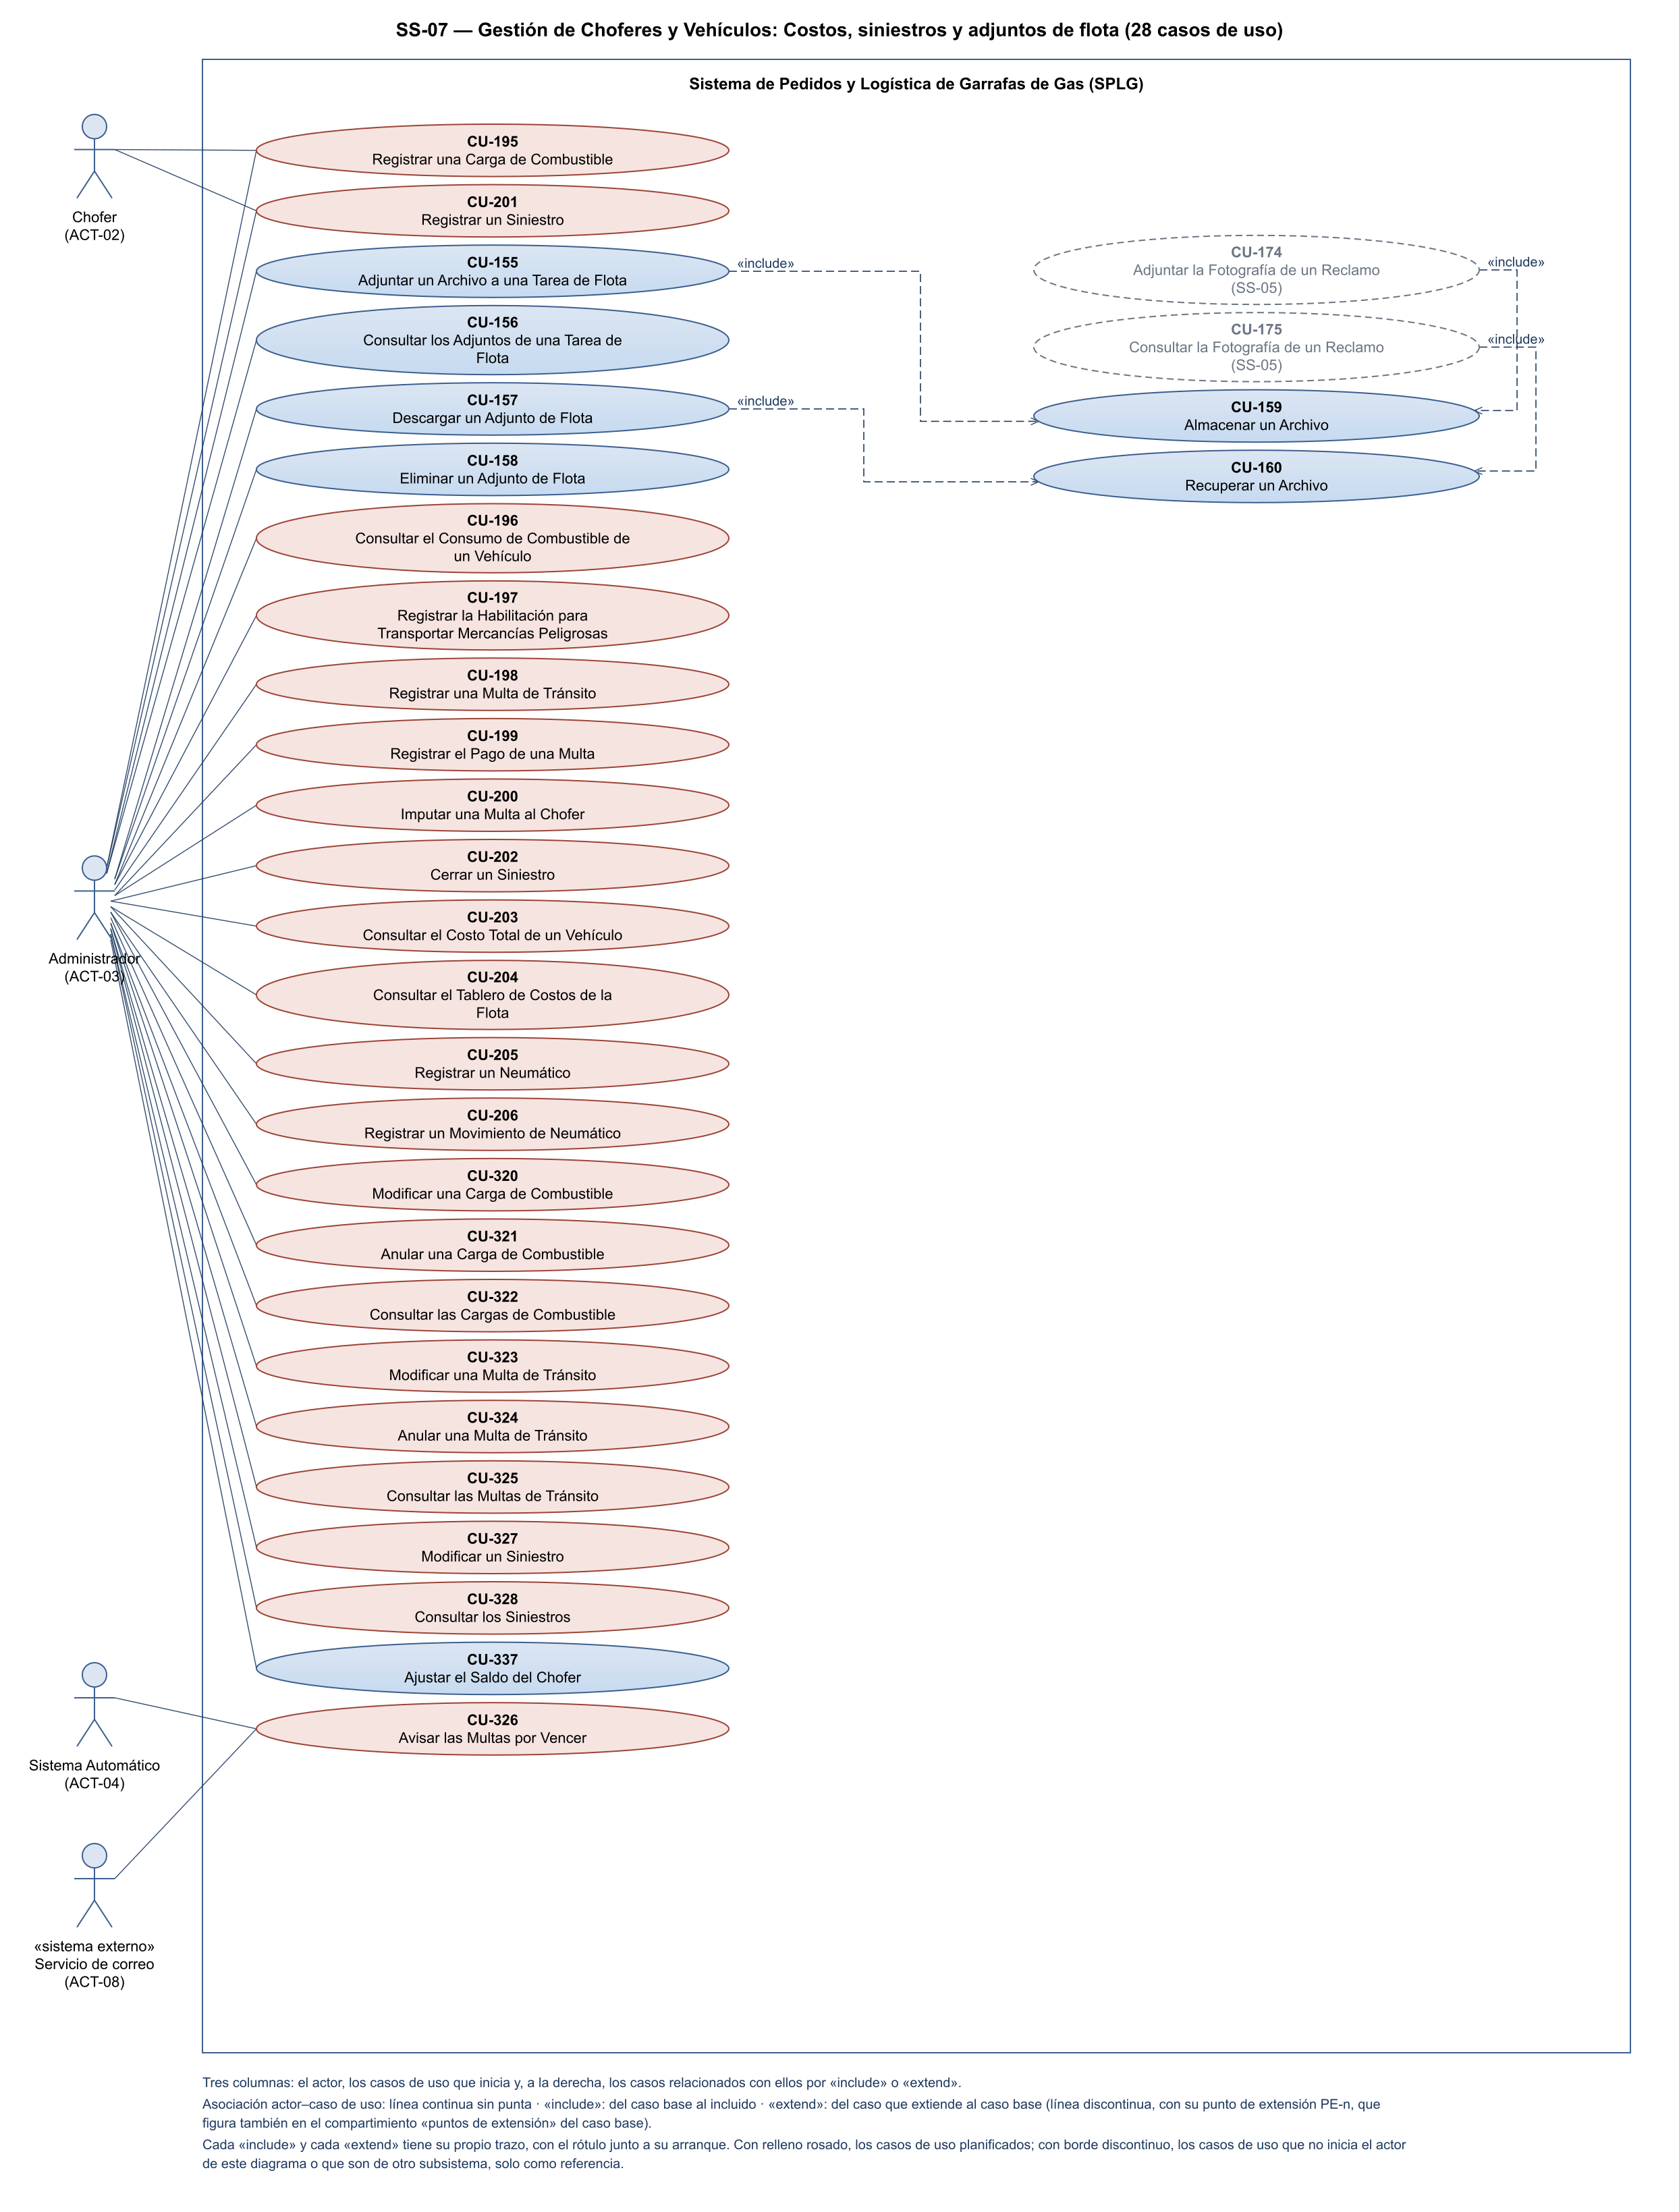 SS-07 — Gestión de Choferes y Vehículos: Costos, siniestros y adjuntos de flota (28 casos de uso)
Sistema de Pedidos y Logística de Garrafas de Gas (SPLG)
Chofer
(ACT-02)
CU-195
Registrar una Carga de Combustible
CU-201
Registrar un Siniestro
CU-155
Adjuntar un Archivo a una Tarea de Flota
«include»
CU-174
Adjuntar la Fotografía de un Reclamo
(SS-05)
«include»
CU-156
Consultar los Adjuntos de una Tarea de
Flota
CU-175
Consultar la Fotografía de un Reclamo
(SS-05)
«include»
CU-157
Descargar un Adjunto de Flota
«include»
CU-159
Almacenar un Archivo
CU-158
Eliminar un Adjunto de Flota
CU-160
Recuperar un Archivo
CU-196
Consultar el Consumo de Combustible de
un Vehículo
CU-197
Registrar la Habilitación para
Transportar Mercancías Peligrosas
CU-198
Registrar una Multa de Tránsito
CU-199
Registrar el Pago de una Multa
CU-200
Imputar una Multa al Chofer
CU-202
Cerrar un Siniestro
CU-203
Consultar el Costo Total de un Vehículo
Administrador
(ACT-03)
CU-204
Consultar el Tablero de Costos de la
Flota
CU-205
Registrar un Neumático
CU-206
Registrar un Movimiento de Neumático
CU-320
Modificar una Carga de Combustible
CU-321
Anular una Carga de Combustible
CU-322
Consultar las Cargas de Combustible
CU-323
Modificar una Multa de Tránsito
CU-324
Anular una Multa de Tránsito
CU-325
Consultar las Multas de Tránsito
CU-327
Modificar un Siniestro
CU-328
Consultar los Siniestros
CU-337
Ajustar el Saldo del Chofer
CU-326
Avisar las Multas por Vencer
Sistema Automático
(ACT-04)
«sistema externo»
Servicio de correo
(ACT-08)
Tres columnas: el actor, los casos de uso que inicia y, a la derecha, los casos relacionados con ellos por «include» o «extend».
Asociación actor–caso de uso: línea continua sin punta · «include»: del caso base al incluido · «extend»: del caso que extiende al caso base (línea discontinua, con su punto de extensión PE-n, que
figura también en el compartimiento «puntos de extensión» del caso base).
Cada «include» y cada «extend» tiene su propio trazo, con el rótulo junto a su arranque. Con relleno rosado, los casos de uso planificados; con borde discontinuo, los casos de uso que no inicia el actor
de este diagrama o que son de otro subsistema, solo como referencia.